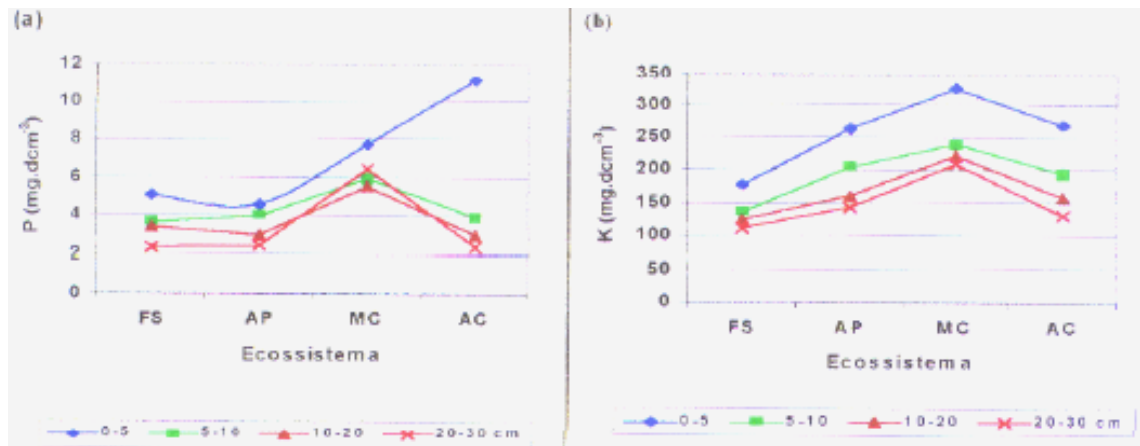 (a)
P (mg.dcm-3)
12
10
8
6
4
2
0
FS AP MC AC
Ecossistema
0-5 5-10 10-20 20-30 cm
(b)
K (mg.dcm-3)
350
300
250
200
150
100
50
0
FS AP MC AC
Ecossistema
0-5 5-10 10-20 20-30 cm